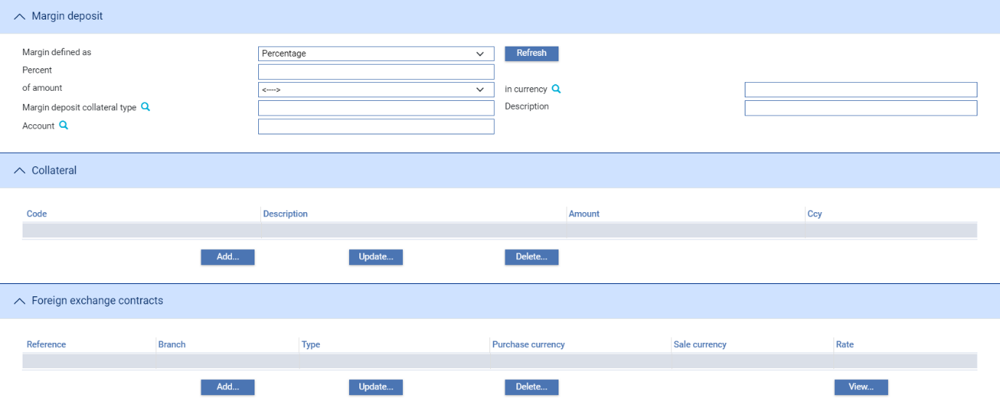 Margin deposit
Margin defined as Percentage Refresh
Percent
of amount <----> in currency
Margin deposit collateral type Description
Account
Collateral
Code Description Amount Ccy
Add... Update... Delete...
Foreign exchange contracts
Reference Branch Type Purchase currency Sale currency Rate
Add... Update... Delete... View...